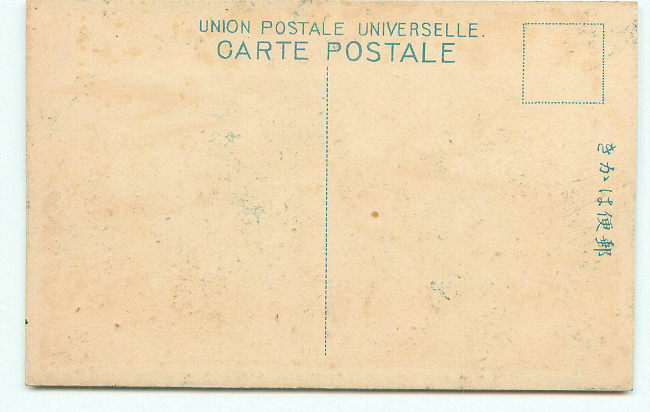 UNION POSTALE UNIVERSELLE.
CARTE POSTALE
きかは便郵